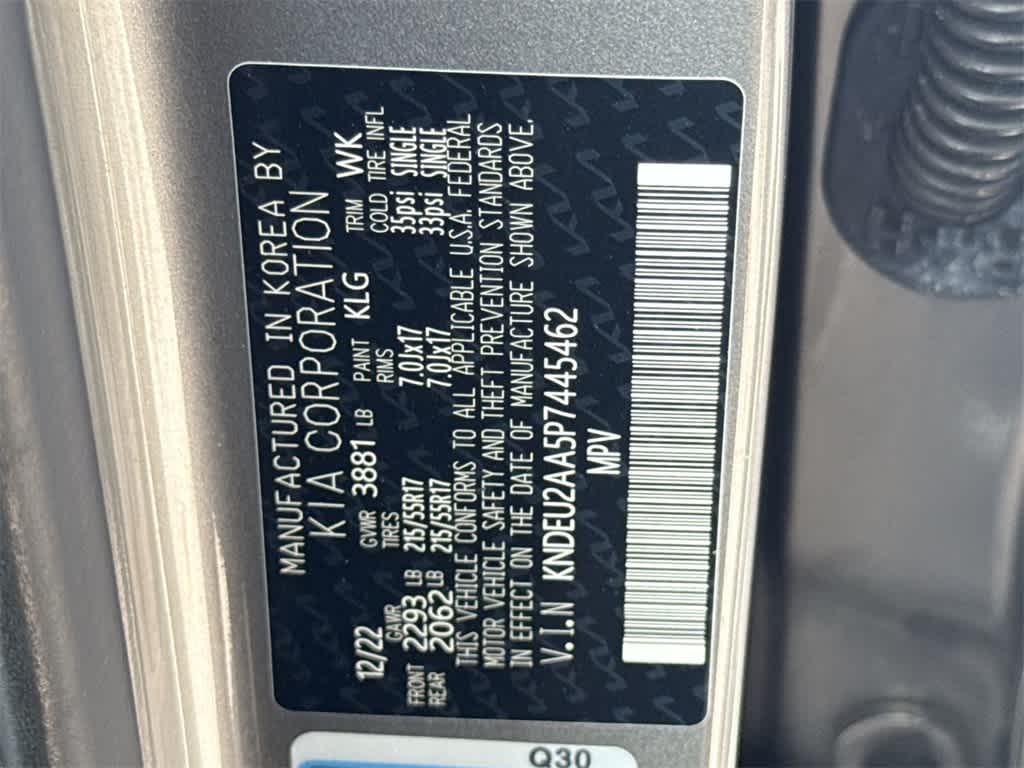 MANUFACTURED IN KOREA BY
KIA CORPORATION
12/22 GVWR 3881 LB PAINT KLG TRIM WK
GAWR TIRES RIMS COLD TIRE INFL
FRONT 2293 LB 215/55R17 7.0Jx17 35psi SINGLE
REAR 2062 LB 215/55R17 7.0Jx17 33psi SINGLE
THIS VEHICLE CONFORMS TO ALL APPLICABLE U.S.A. FEDERAL
MOTOR VEHICLE SAFETY AND THEFT PREVENTION STANDARDS
IN EFFECT ON THE DATE OF MANUFACTURE SHOWN ABOVE.
V.I.N KNDEU2AA5P7445462
MPV
Q30